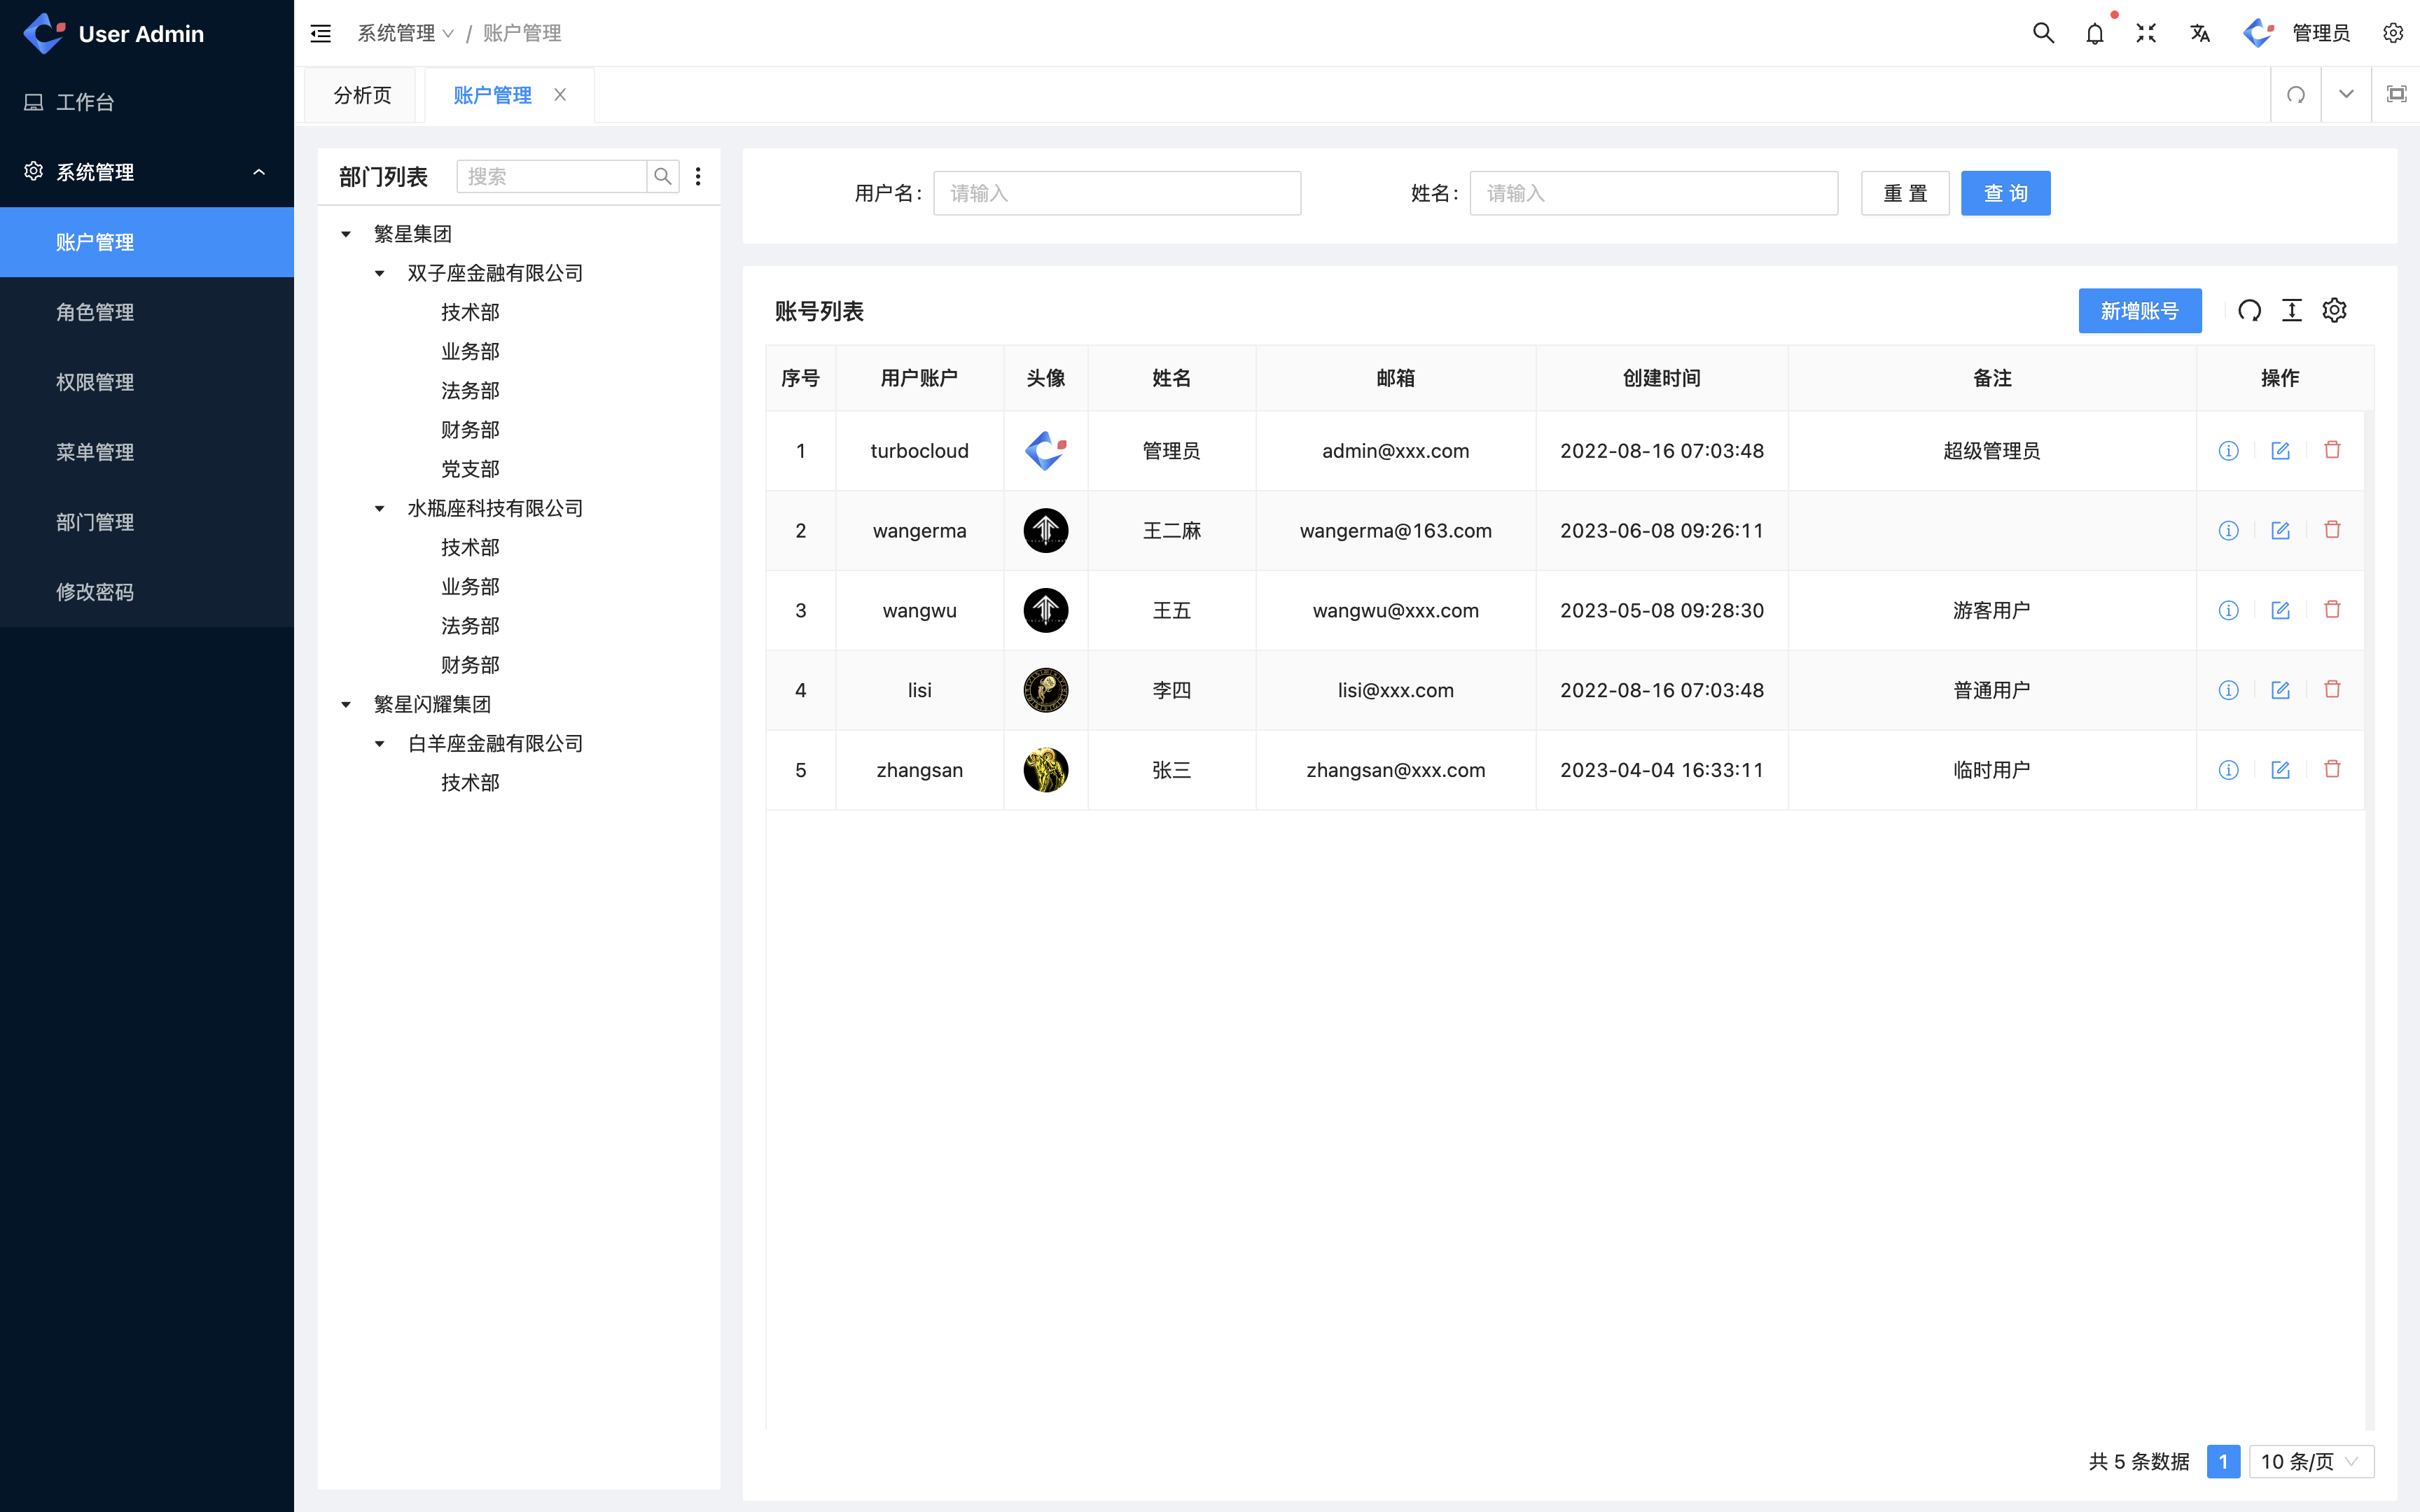 User Admin
工作台
系统管理
账户管理
角色管理
权限管理
菜单管理
部门管理
修改密码
系统管理 / 账户管理
管理员
分析页
账户管理
部门列表
搜索
繁星集团
双子座金融有限公司
技术部
业务部
法务部
财务部
党支部
水瓶座科技有限公司
技术部
业务部
法务部
财务部
繁星闪耀集团
白羊座金融有限公司
技术部
用户名: 请输入 姓名: 请输入 重 置 查 询
账号列表 新增账号
序号 用户账户 头像 姓名 邮箱 创建时间 备注 操作
1 turbocloud 管理员 admin@xxx.com 2022-08-16 07:03:48 超级管理员
2 wangerma 王二麻 wangerma@163.com 2023-06-08 09:26:11
3 wangwu 王五 wangwu@xxx.com 2023-05-08 09:28:30 游客用户
4 lisi 李四 lisi@xxx.com 2022-08-16 07:03:48 普通用户
5 zhangsan 张三 zhangsan@xxx.com 2023-04-04 16:33:11 临时用户
共 5 条数据 1 10 条/页